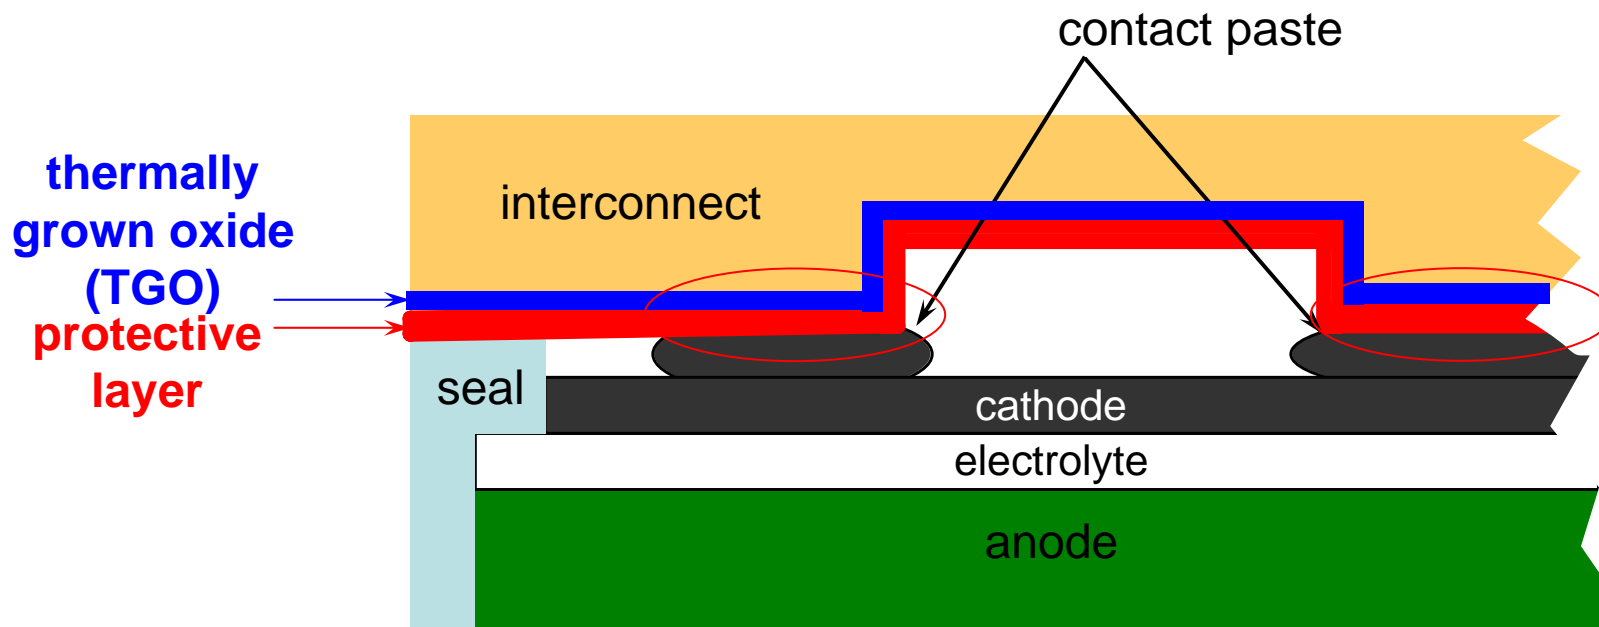 contact paste
thermally
grown oxide
(TGO)
protective
layer
interconnect
seal
cathode
electrolyte
anode